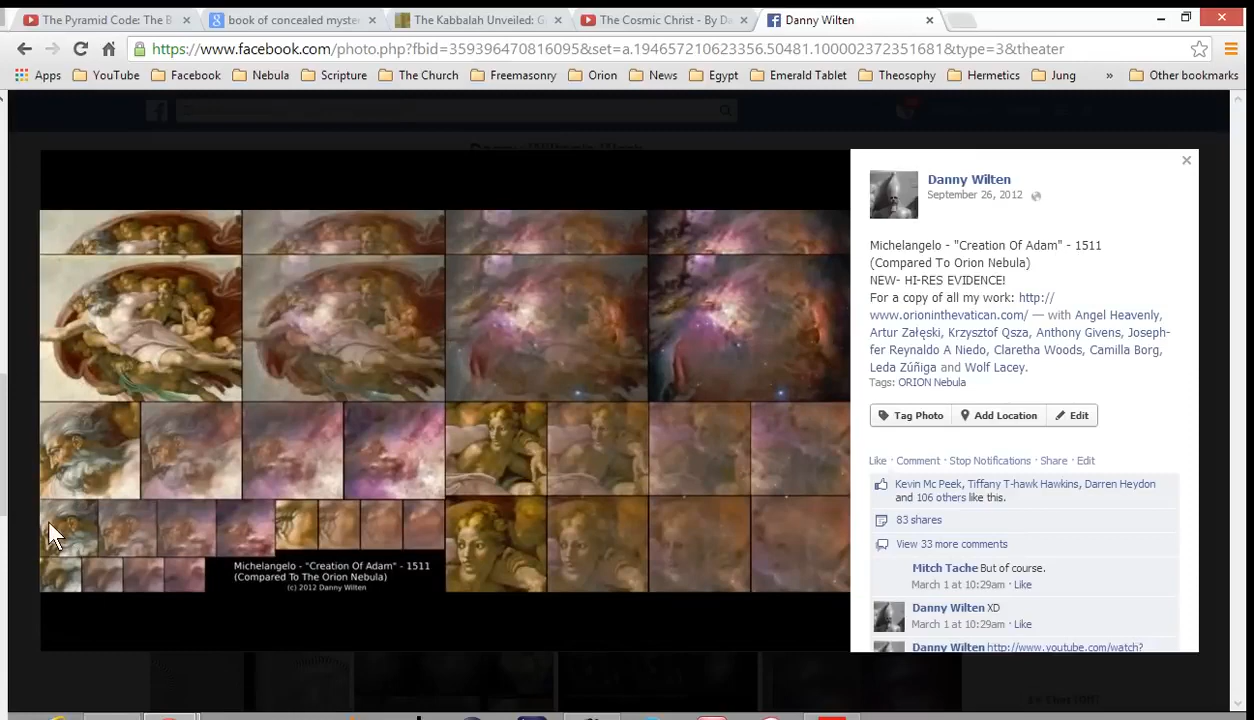 The Pyramid Code: The B
book of concealed myste
The Kabbalah Unveiled: G
The Cosmic Christ - By Da
Danny Wilten
https://www.facebook.com/photo.php?fbid=359396470816095&set=a.194657210623356.50481.100002372351681&type=3&theater
Apps YouTube Facebook Nebula Scripture The Church Freemasonry Orion News Egypt Emerald Tablet Theosophy Hermetics Jung » Other bookmarks
Danny Wilten
September 26, 2012
Michelangelo - "Creation Of Adam" - 1511
(Compared To Orion Nebula)
NEW- HI-RES EVIDENCE!
For a copy of all my work: http://
www.orioninthevatican.com/ — with Angel Heavenly,
Artur Załęski, Krzysztof Qsza, Anthony Givens, Joseph-
fer Reynaldo A Niedo, Claretha Woods, Camilla Borg,
Leda Zúñiga and Wolf Lacey.
Tags: ORION Nebula
Tag Photo Add Location Edit
Like · Comment · Stop Notifications · Share · Edit
Kevin Mc Peek, Tiffany T-hawk Hawkins, Darren Heydon
and 106 others like this.
83 shares
View 33 more comments
Mitch Tache But of course.
March 1 at 10:29am · Like
Danny Wilten XD
March 1 at 10:29am · Like
Danny Wilten http://www.youtube.com/watch?
Michelangelo - "Creation Of Adam" - 1511
(Compared To The Orion Nebula)
(c) 2012 Danny Wilten